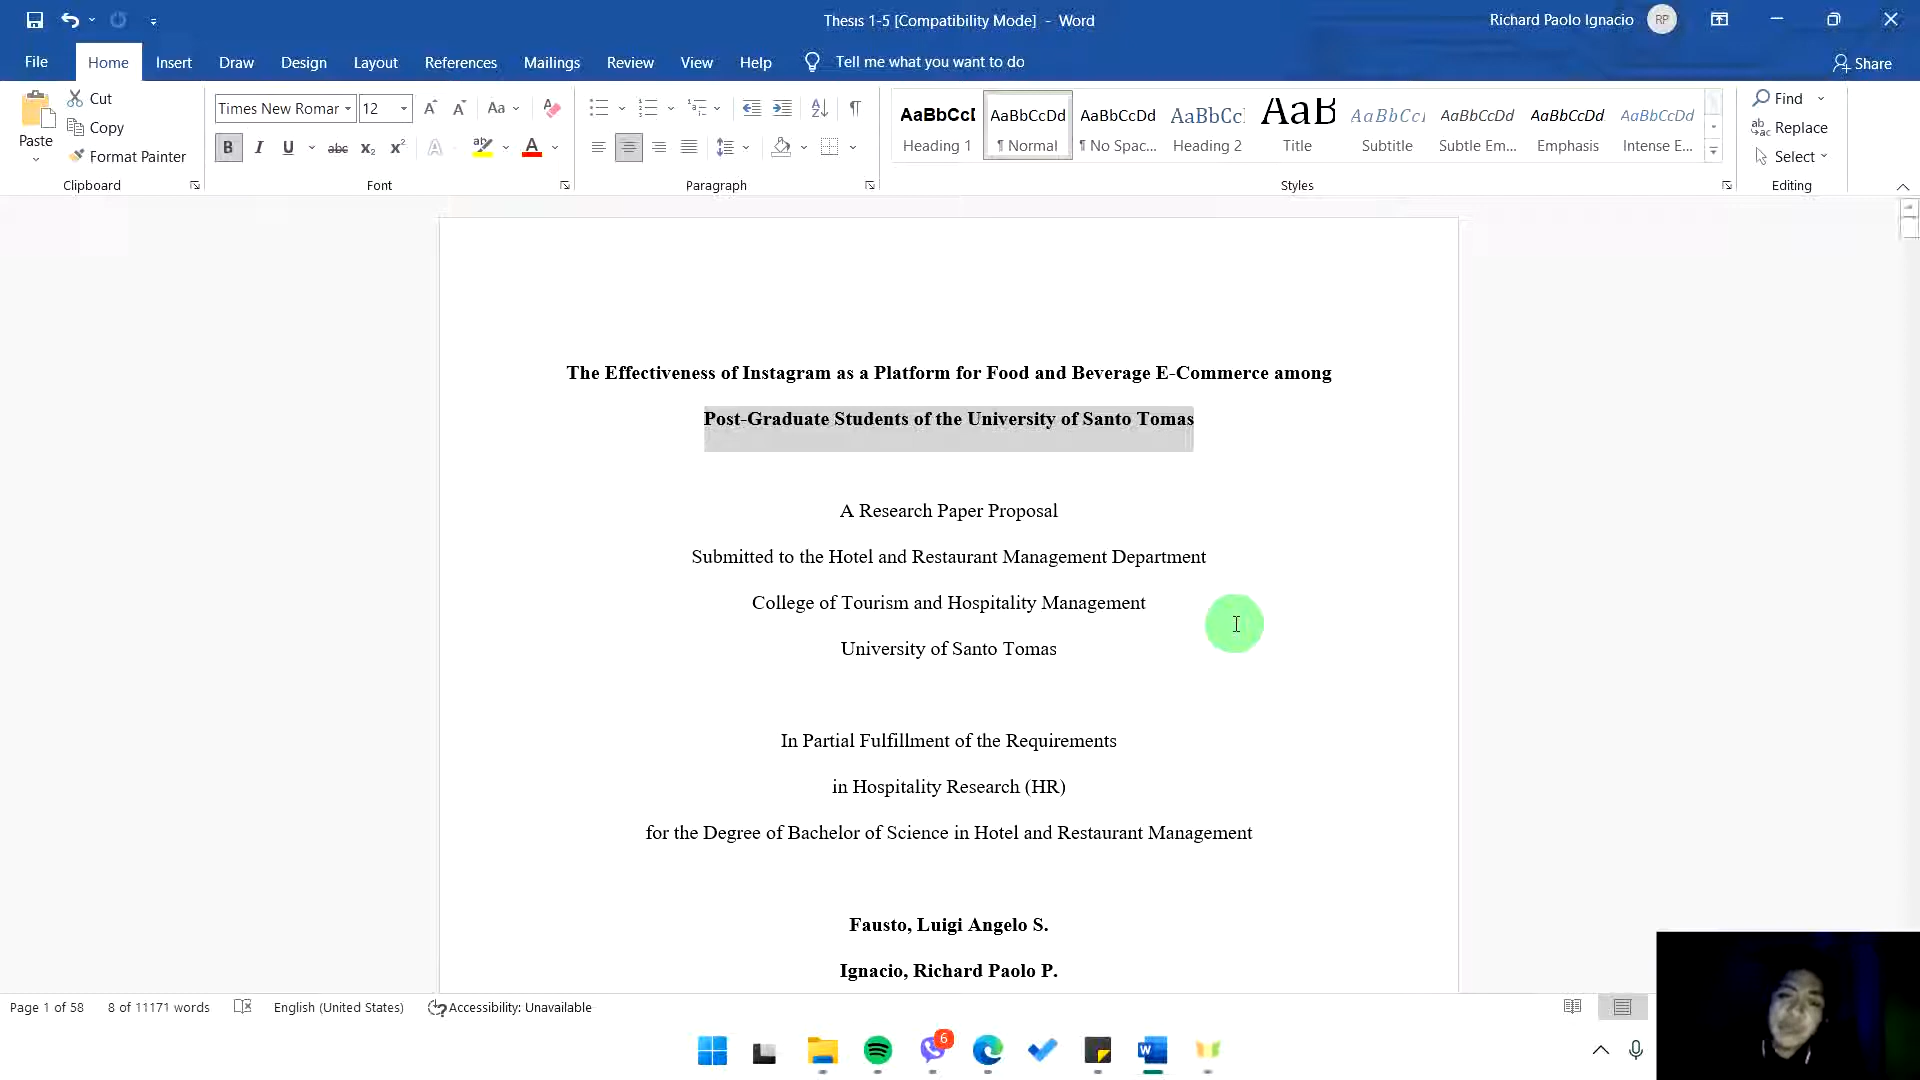 Thesis 1-5 [Compatibility Mode] - Word
Richard Paolo Ignacio
RP
File
Home
Insert
Draw
Design
Layout
References
Mailings
Review
View
Help
Tell me what you want to do
Share
Paste
Cut
Copy
Format Painter
Clipboard
Times New Romar
12
Aa
B
I
U
abc
x₂
x²
A
A
Font
Paragraph
AaBbCcI
Heading 1
AaBbCcDd
¶ Normal
AaBbCcDd
¶ No Spac...
AaBbCc
Heading 2
AaB
Title
AaBbCcI
Subtitle
AaBbCcDd
Subtle Em...
AaBbCcDd
Emphasis
AaBbCcDd
Intense E...
Styles
Find
Replace
Select
Editing
The Effectiveness of Instagram as a Platform for Food and Beverage E-Commerce among
Post-Graduate Students of the University of Santo Tomas
A Research Paper Proposal
Submitted to the Hotel and Restaurant Management Department
College of Tourism and Hospitality Management
University of Santo Tomas
In Partial Fulfillment of the Requirements
in Hospitality Research (HR)
for the Degree of Bachelor of Science in Hotel and Restaurant Management
Fausto, Luigi Angelo S.
Ignacio, Richard Paolo P.
Page 1 of 58
8 of 11171 words
English (United States)
Accessibility: Unavailable
6